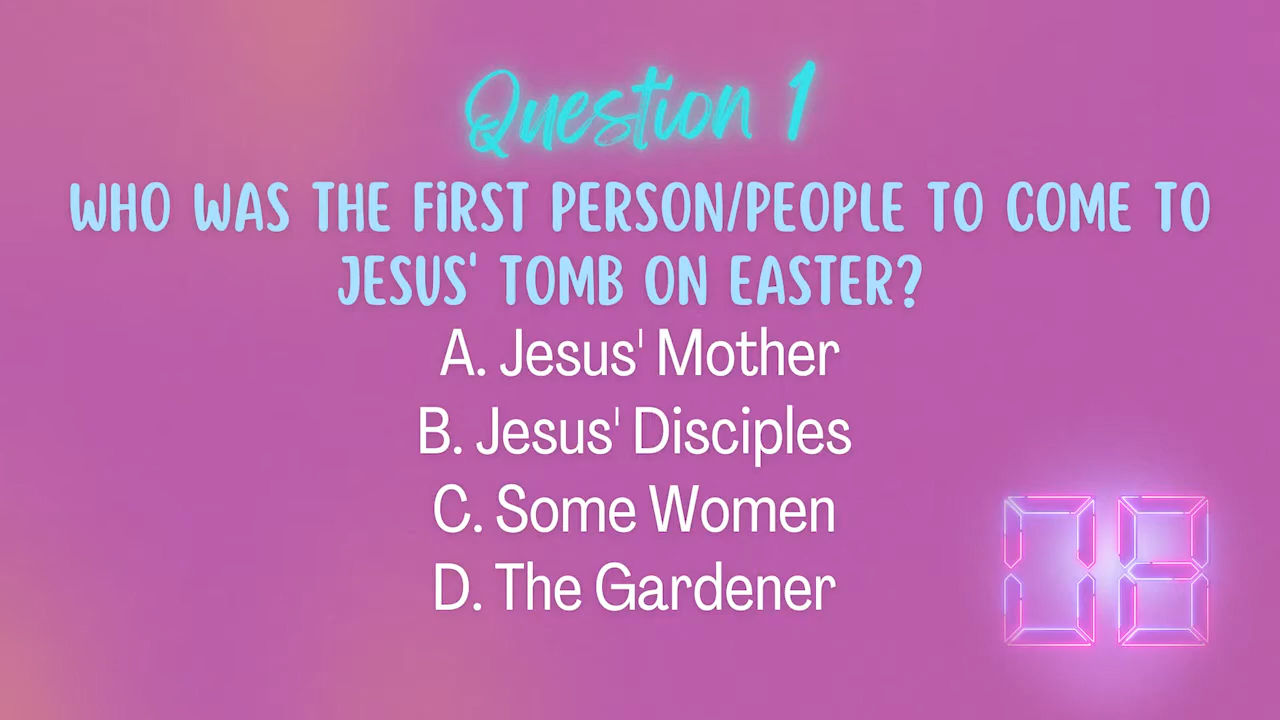 Question 1
WHO WAS THE FIRST PERSON/PEOPLE TO COME TO
JESUS' TOMB ON EASTER?
A. Jesus' Mother
B. Jesus' Disciples
C. Some Women
D. The Gardener
08